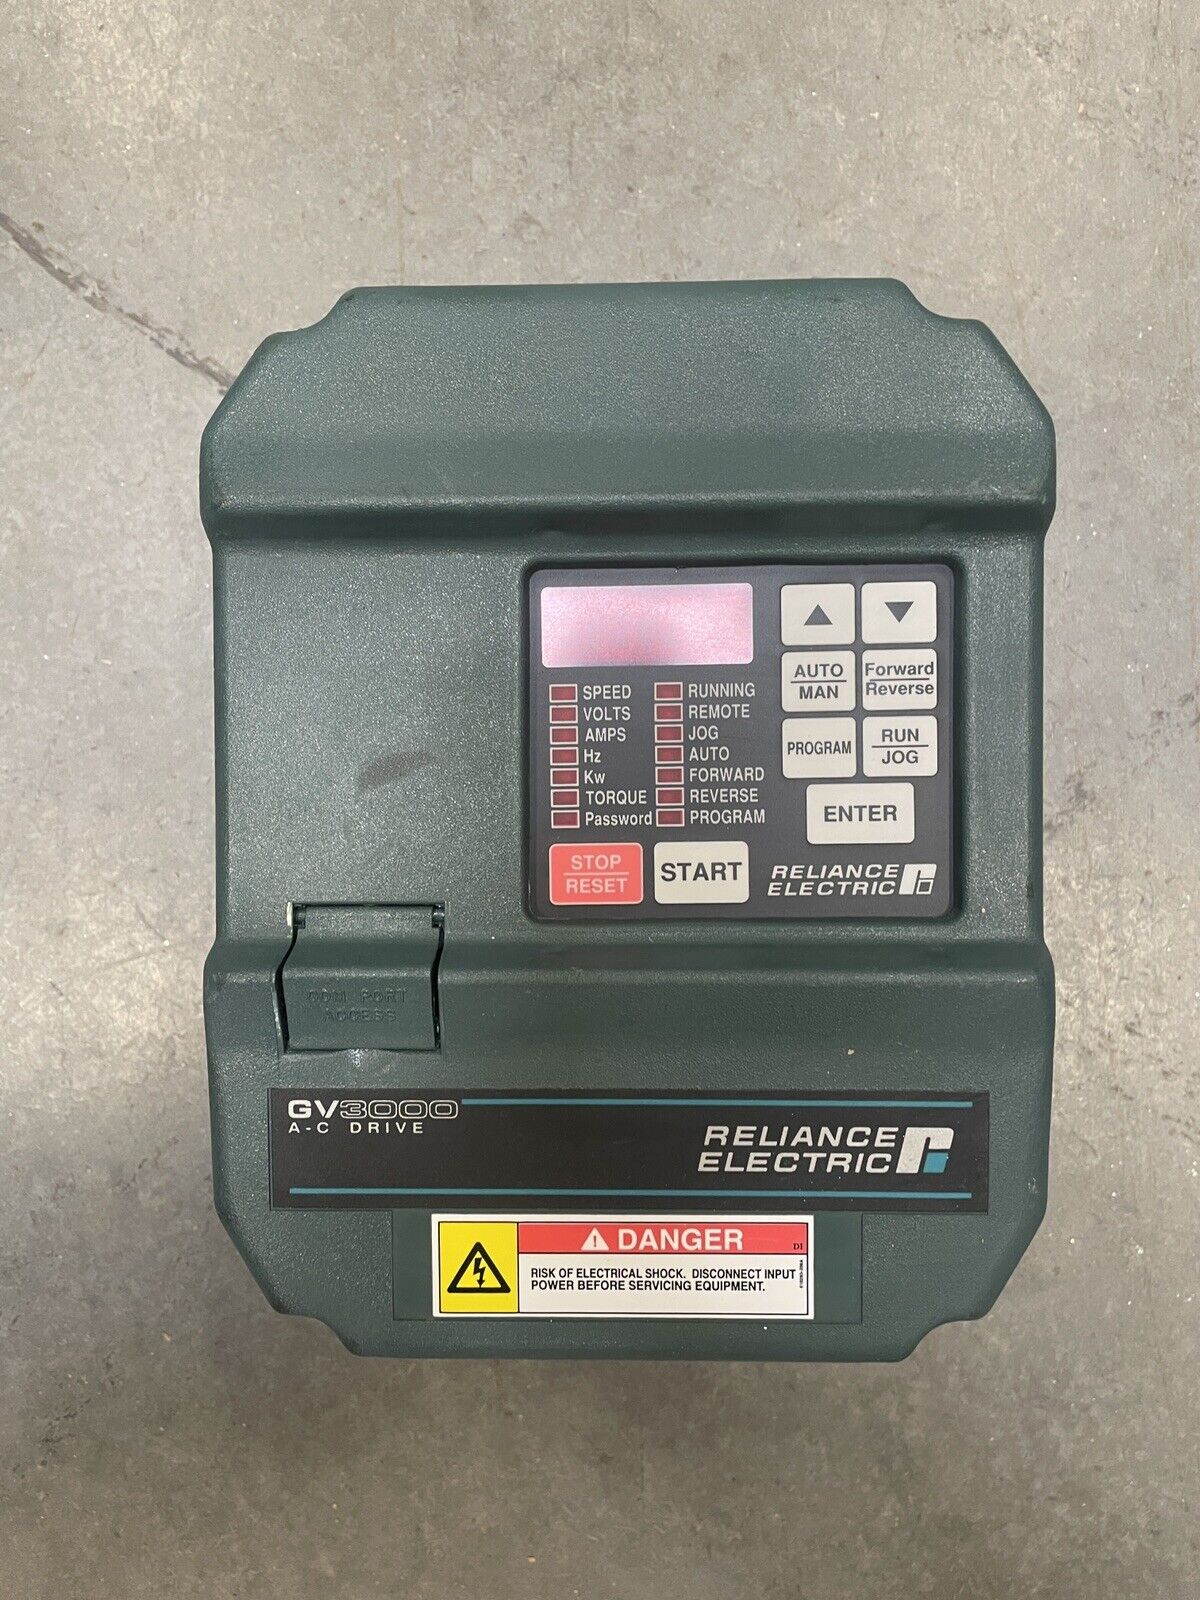 ▲ ▼
AUTO
MAN
Forward
Reverse
PROGRAM
RUN
JOG
ENTER
SPEED
VOLTS
AMPS
Hz
Kw
TORQUE
Password
RUNNING
REMOTE
JOG
AUTO
FORWARD
REVERSE
PROGRAM
STOP
RESET
START
RELIANCE
ELECTRIC
COM PORT
ACCESS
GV3000
A-C DRIVE
RELIANCE
ELECTRIC
DANGER
DI
RISK OF ELECTRICAL SHOCK. DISCONNECT INPUT
POWER BEFORE SERVICING EQUIPMENT.